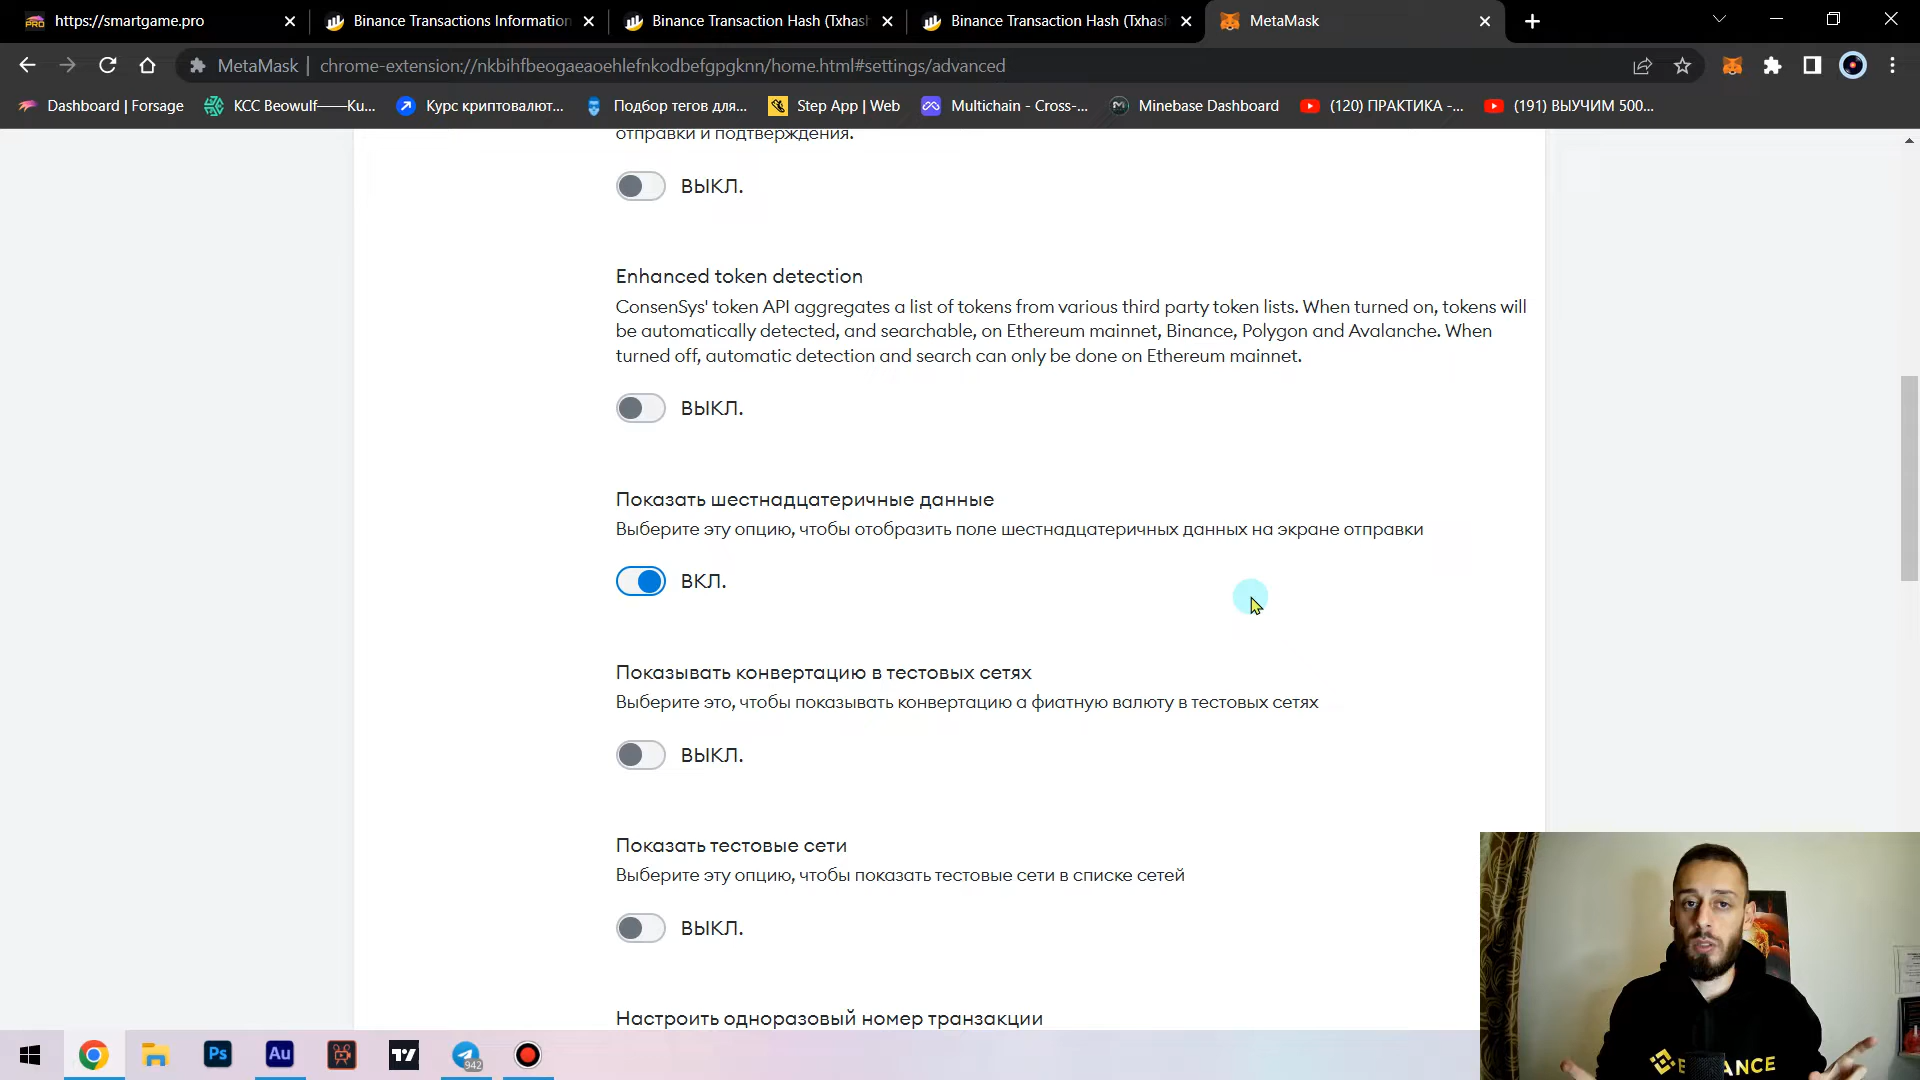 https://smartgame.pro
Binance Transactions Information
Binance Transaction Hash (Txhash
Binance Transaction Hash (Txhash
MetaMask
MetaMask | chrome-extension://nkbihfbeogaeaoehlefnkodbefgpgknn/home.html#settings/advanced
Dashboard | Forsage
KCC Beowulf——Ku...
Курс криптовалют...
Подбор тегов для...
Step App | Web
Multichain - Cross-...
Minebase Dashboard
(120) ПРАКТИКА -...
(191) ВЫУЧИМ 500...
отправки и подтверждения.
ВЫКЛ.
Enhanced token detection
ConsenSys' token API aggregates a list of tokens from various third party token lists. When turned on, tokens will
be automatically detected, and searchable, on Ethereum mainnet, Binance, Polygon and Avalanche. When
turned off, automatic detection and search can only be done on Ethereum mainnet.
ВЫКЛ.
Показать шестнадцатеричные данные
Выберите эту опцию, чтобы отобразить поле шестнадцатеричных данных на экране отправки
ВКЛ.
Показывать конвертацию в тестовых сетях
Выберите это, чтобы показывать конвертацию а фиатную валюту в тестовых сетях
ВЫКЛ.
Показать тестовые сети
Выберите эту опцию, чтобы показать тестовые сети в списке сетей
ВЫКЛ.
Настроить одноразовый номер транзакции
Ps
Au
942